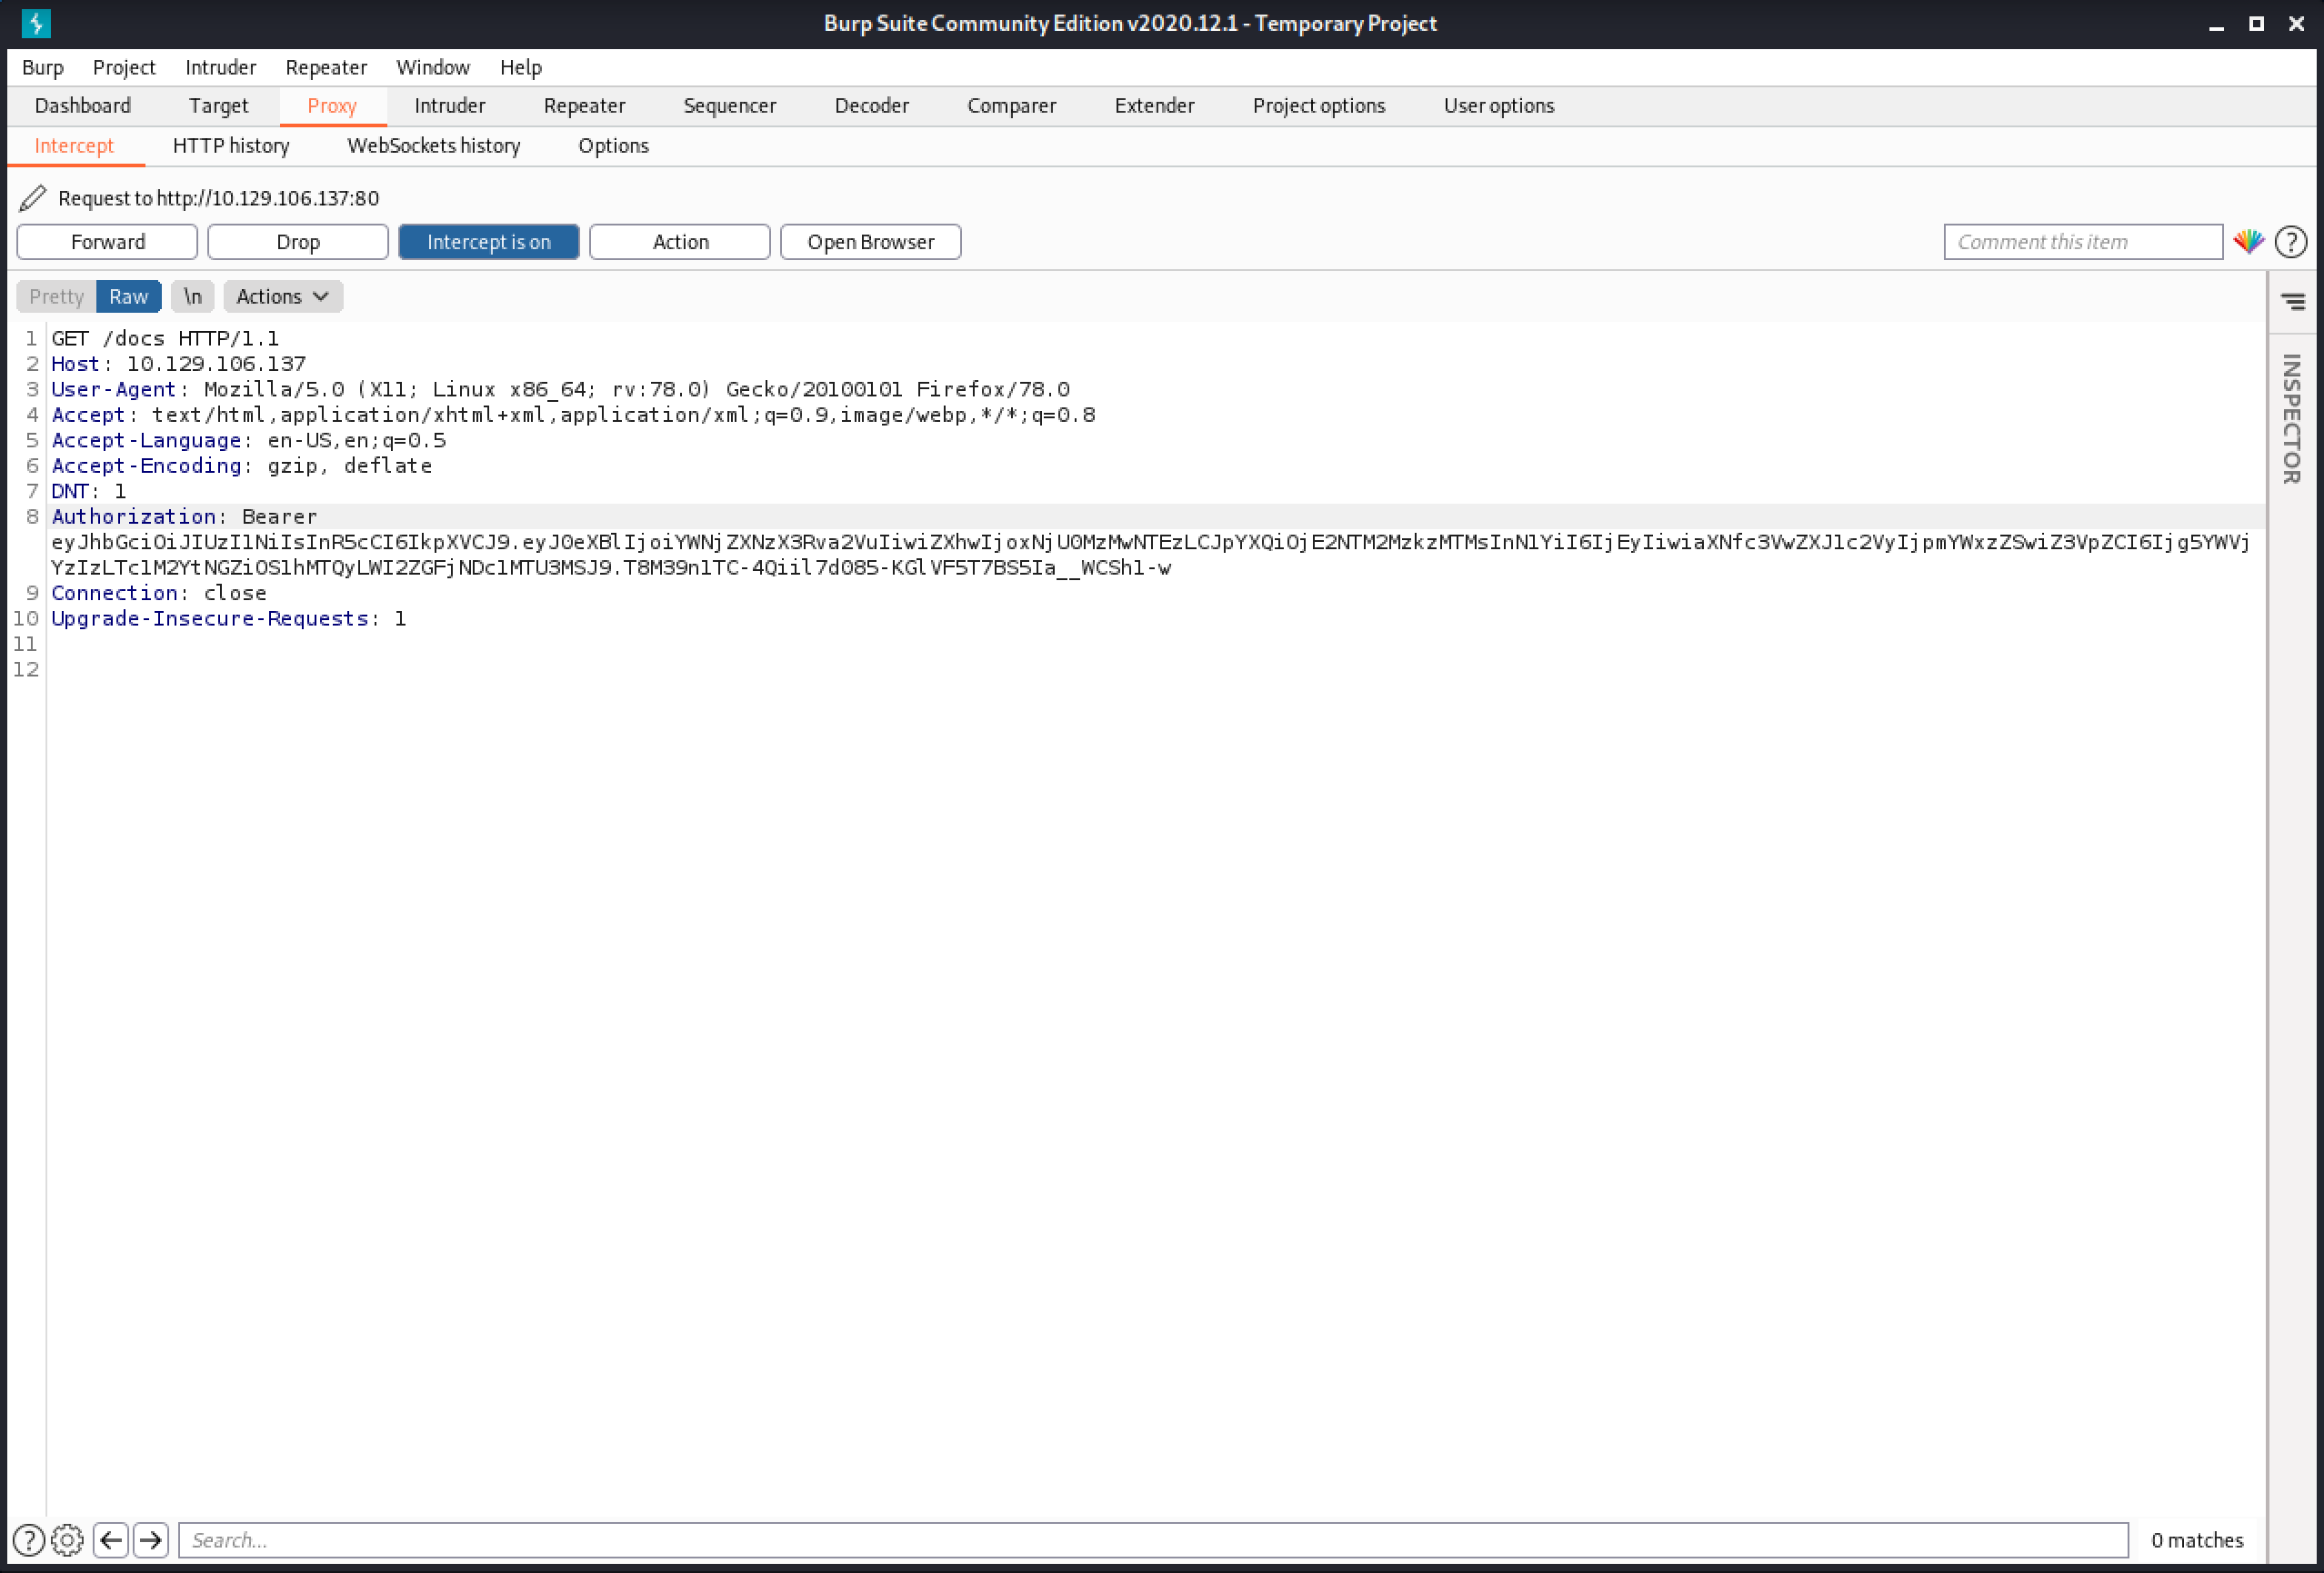 Burp Suite Community Edition v2020.12.1 - Temporary Project
Burp Project Intruder Repeater Window Help
Dashboard Target Proxy Intruder Repeater Sequencer Decoder Comparer Extender Project options User options
Intercept HTTP history WebSockets history Options
Request to http://10.129.106.137:80
Forward Drop Intercept is on Action Open Browser Comment this item ?
Pretty Raw \n Actions
INSPECTOR
1 GET /docs HTTP/1.1
2 Host: 10.129.106.137
3 User-Agent: Mozilla/5.0 (X11; Linux x86_64; rv:78.0) Gecko/20100101 Firefox/78.0
4 Accept: text/html,application/xhtml+xml,application/xml;q=0.9,image/webp,*/*;q=0.8
5 Accept-Language: en-US,en;q=0.5
6 Accept-Encoding: gzip, deflate
7 DNT: 1
8 Authorization: Bearer
eyJhbGciOiJIUzI1NiIsInR5cCI6IkpXVCJ9.eyJ0eXBlIjoiYWNjZXNzX3Rva2VuIiwiZXhwIjoxNjU0MzMwNTEzLCJpYXQiOjE2NTM2MzkzMTMsInN1YiI6IjEyIiwiaXNfc3VwZXJ1c2VyIjpmYWxzZSwiZ3VpZCI6Ijg5YWVj
YzIzLTc1M2YtNGZiOS1hMTQyLWI2ZGFjNDc1MTU3MSJ9.T8M39n1TC-4Qiil7d085-KGlVF5T7BS5Ia__WCSh1-w
9 Connection: close
10 Upgrade-Insecure-Requests: 1
11
12
? Search... 0 matches